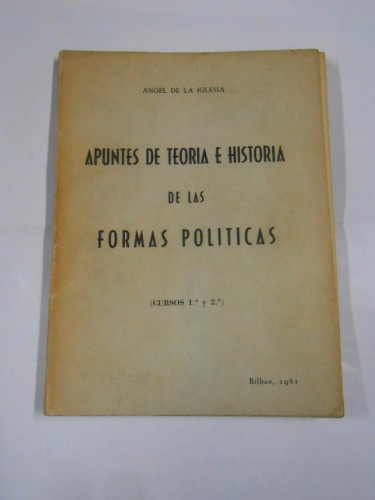 ANGEL DE LA IGLESIA
APUNTES DE TEORIA E HISTORIA
DE LAS
FORMAS POLITICAS
(CURSOS 1.º y 2.º)
Bilbao, 1961